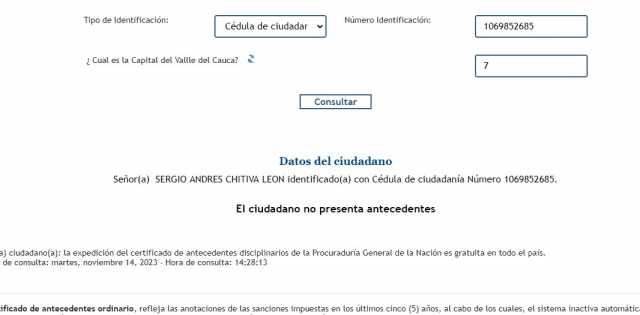 Tipo de Identificación: Cédula de ciudadar Número Identificación: 1069852685
¿ Cual es la Capital del Vallle del Cauca? 7
Consultar
Datos del ciudadano
Señor(a) SERGIO ANDRES CHITIVA LEON identificado(a) con Cédula de ciudadanía Número 1069852685.
El ciudadano no presenta antecedentes
a) ciudadano(a): la expedición del certificado de antecedentes disciplinarios de la Procuraduría General de la Nación es gratuita en todo el país.
de consulta: martes, noviembre 14, 2023 - Hora de consulta: 14:28:13
ificado de antecedentes ordinario, refleja las anotaciones de las sanciones impuestas en los últimos cinco (5) años, al cabo de los cuales, el sistema inactiva automátic